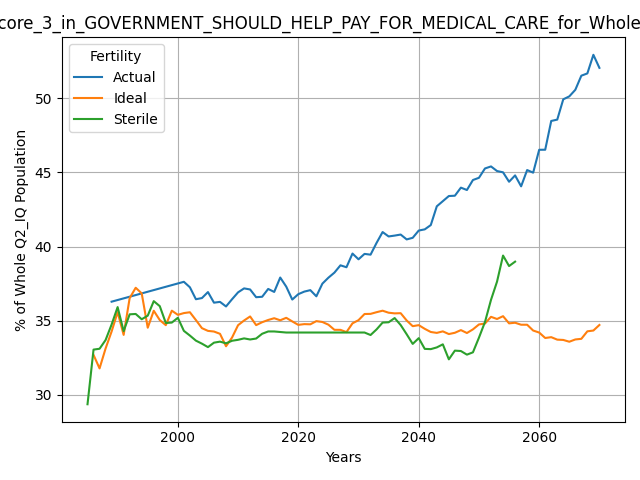 core_3_in_GOVERNMENT_SHOULD_HELP_PAY_FOR_MEDICAL_CARE_for_Whole
Fertility
Actual
Ideal
Sterile
% of Whole Q2_IQ Population
50
45
40
35
30
2000
2020
2040
2060
Years